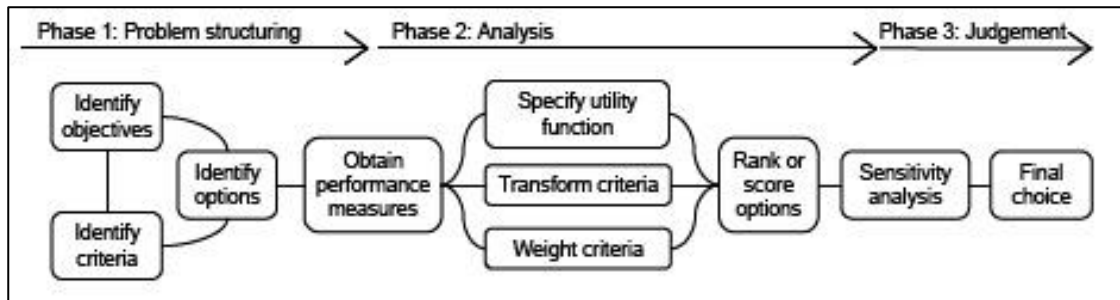 Phase 1: Problem structuring
Phase 2: Analysis
Phase 3: Judgement
Identify
objectives
Identify
criteria
Identify
options
Obtain
performance
measures
Specify utility
function
Transform criteria
Weight criteria
Rank or
score
options
Sensitivity
analysis
Final
choice